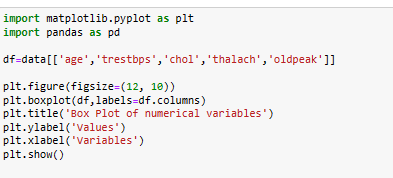 import matplotlib.pyplot as plt
import pandas as pd
df=data[['age','trestbps','chol','thalach','oldpeak']]
plt.figure(figsize=(12, 10))
plt.boxplot(df,labels=df.columns)
plt.title('Box Plot of numerical variables')
plt.ylabel('Values')
plt.xlabel('Variables')
plt.show()